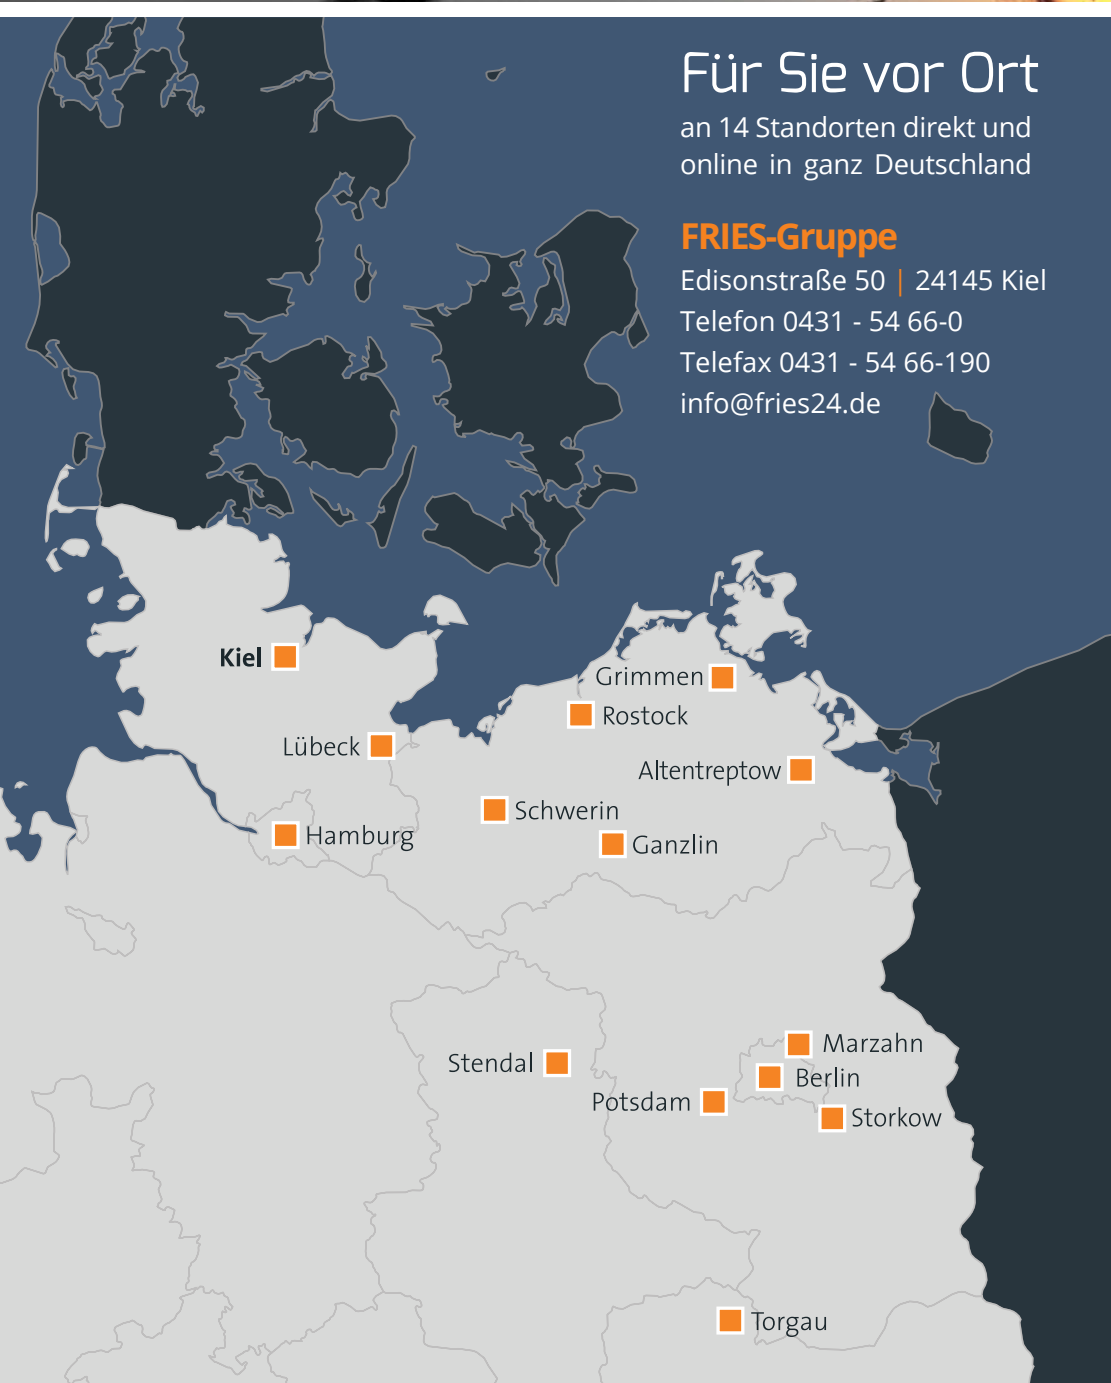 Für Sie vor Ort
an 14 Standorten direkt und
online in ganz Deutschland
FRIES-Gruppe
Edisonstraße 50 | 24145 Kiel
Telefon 0431 - 54 66-0
Telefax 0431 - 54 66-190
info@fries24.de
Kiel
Grimmen
Rostock
Lübeck
Altentreptow
Schwerin
Hamburg
Ganzlin
Marzahn
Stendal
Berlin
Potsdam
Storkow
Torgau